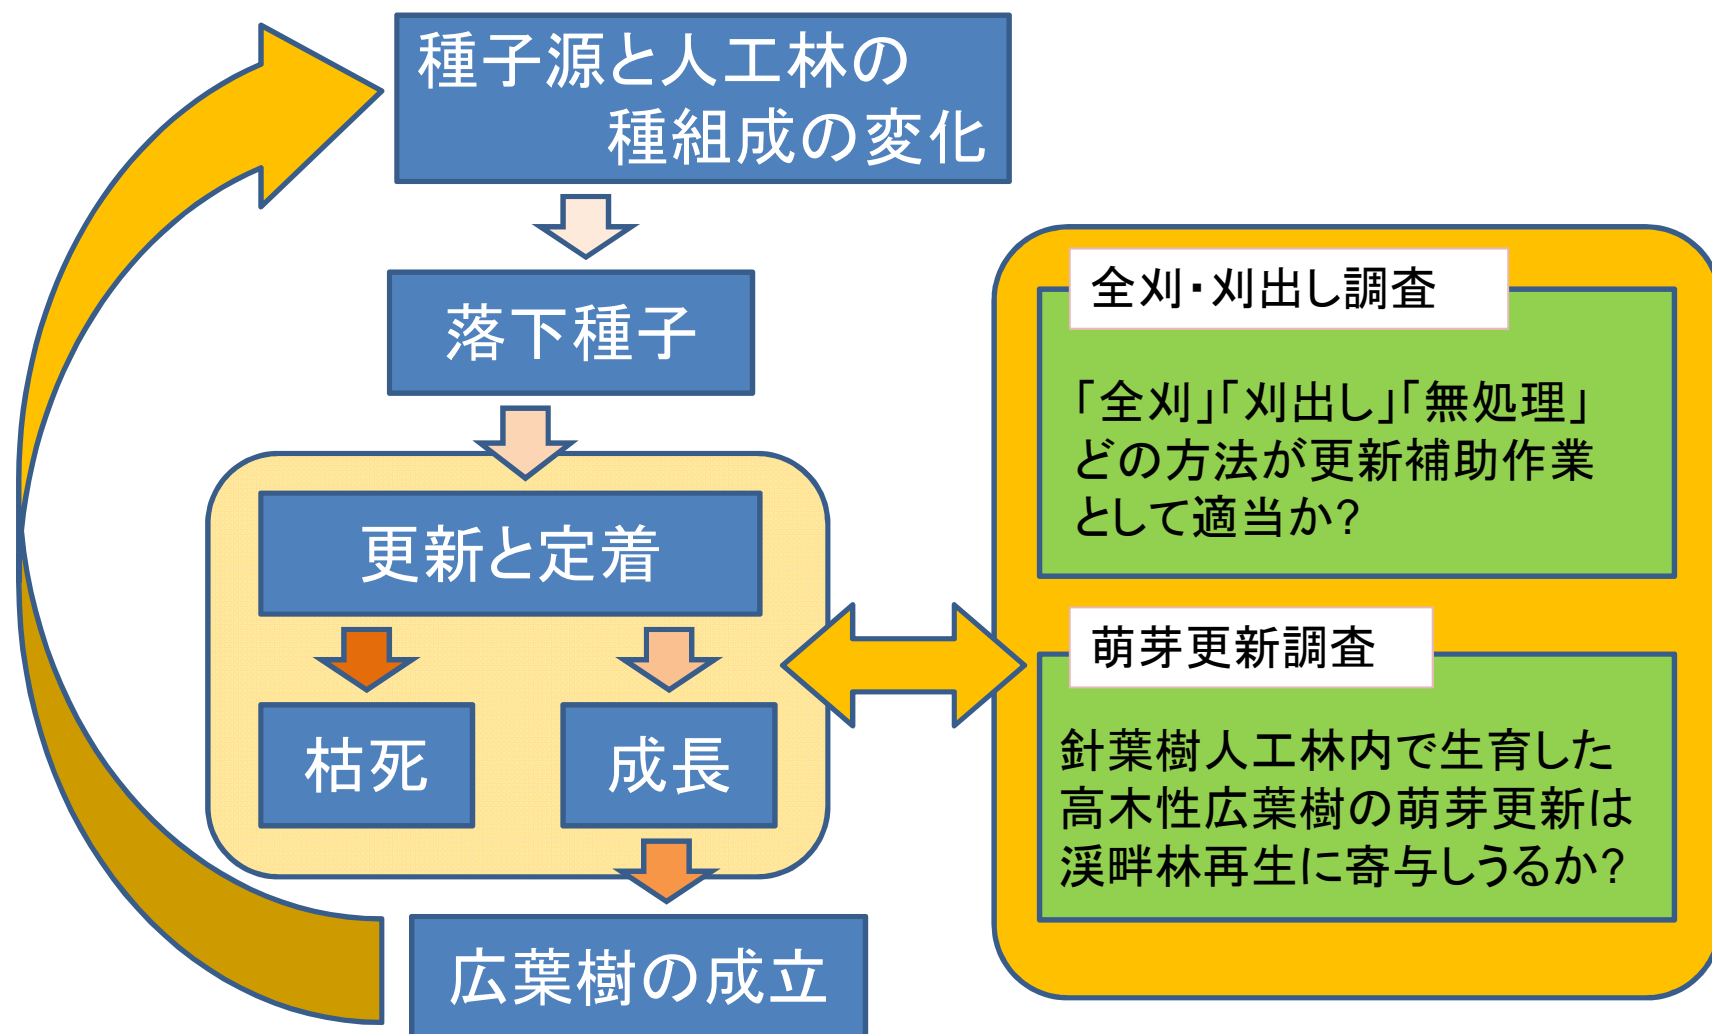 種子源と人工林の
種組成の変化
落下種子
更新と定着
枯死
成長
広葉樹の成立
全刈・刈出し調査
「全刈」「刈出し」「無処理」
どの方法が更新補助作業
として適当か?
萌芽更新調査
針葉樹人工林内で生育した
高木性広葉樹の萌芽更新は
渓畔林再生に寄与しうるか?